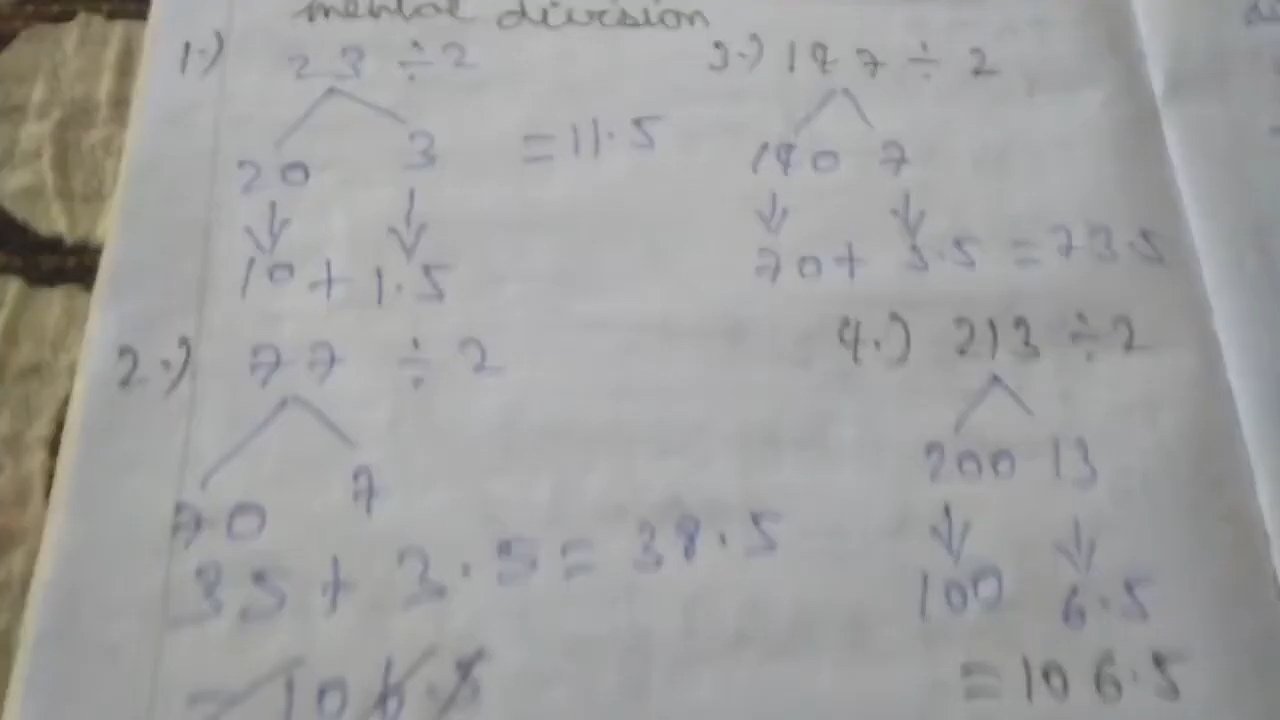 mental division
1.) 23 ÷ 2
20 3 = 11.5
10 + 1.5
2.) 77 ÷ 2
70 7
35 + 3.5 = 38.5
= 106.5
3.) 147 ÷ 2
140 7
70 + 3.5 = 73.5
4.) 213 ÷ 2
200 13
100 6.5
= 106.5